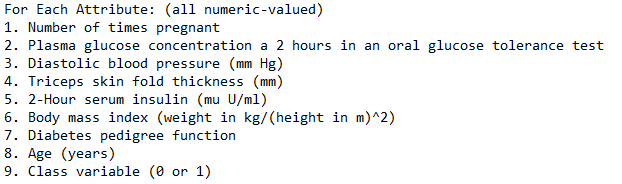 For Each Attribute: (all numeric-valued)
1. Number of times pregnant
2. Plasma glucose concentration a 2 hours in an oral glucose tolerance test
3. Diastolic blood pressure (mm Hg)
4. Triceps skin fold thickness (mm)
5. 2-Hour serum insulin (mu U/ml)
6. Body mass index (weight in kg/(height in m)^2)
7. Diabetes pedigree function
8. Age (years)
9. Class variable (0 or 1)